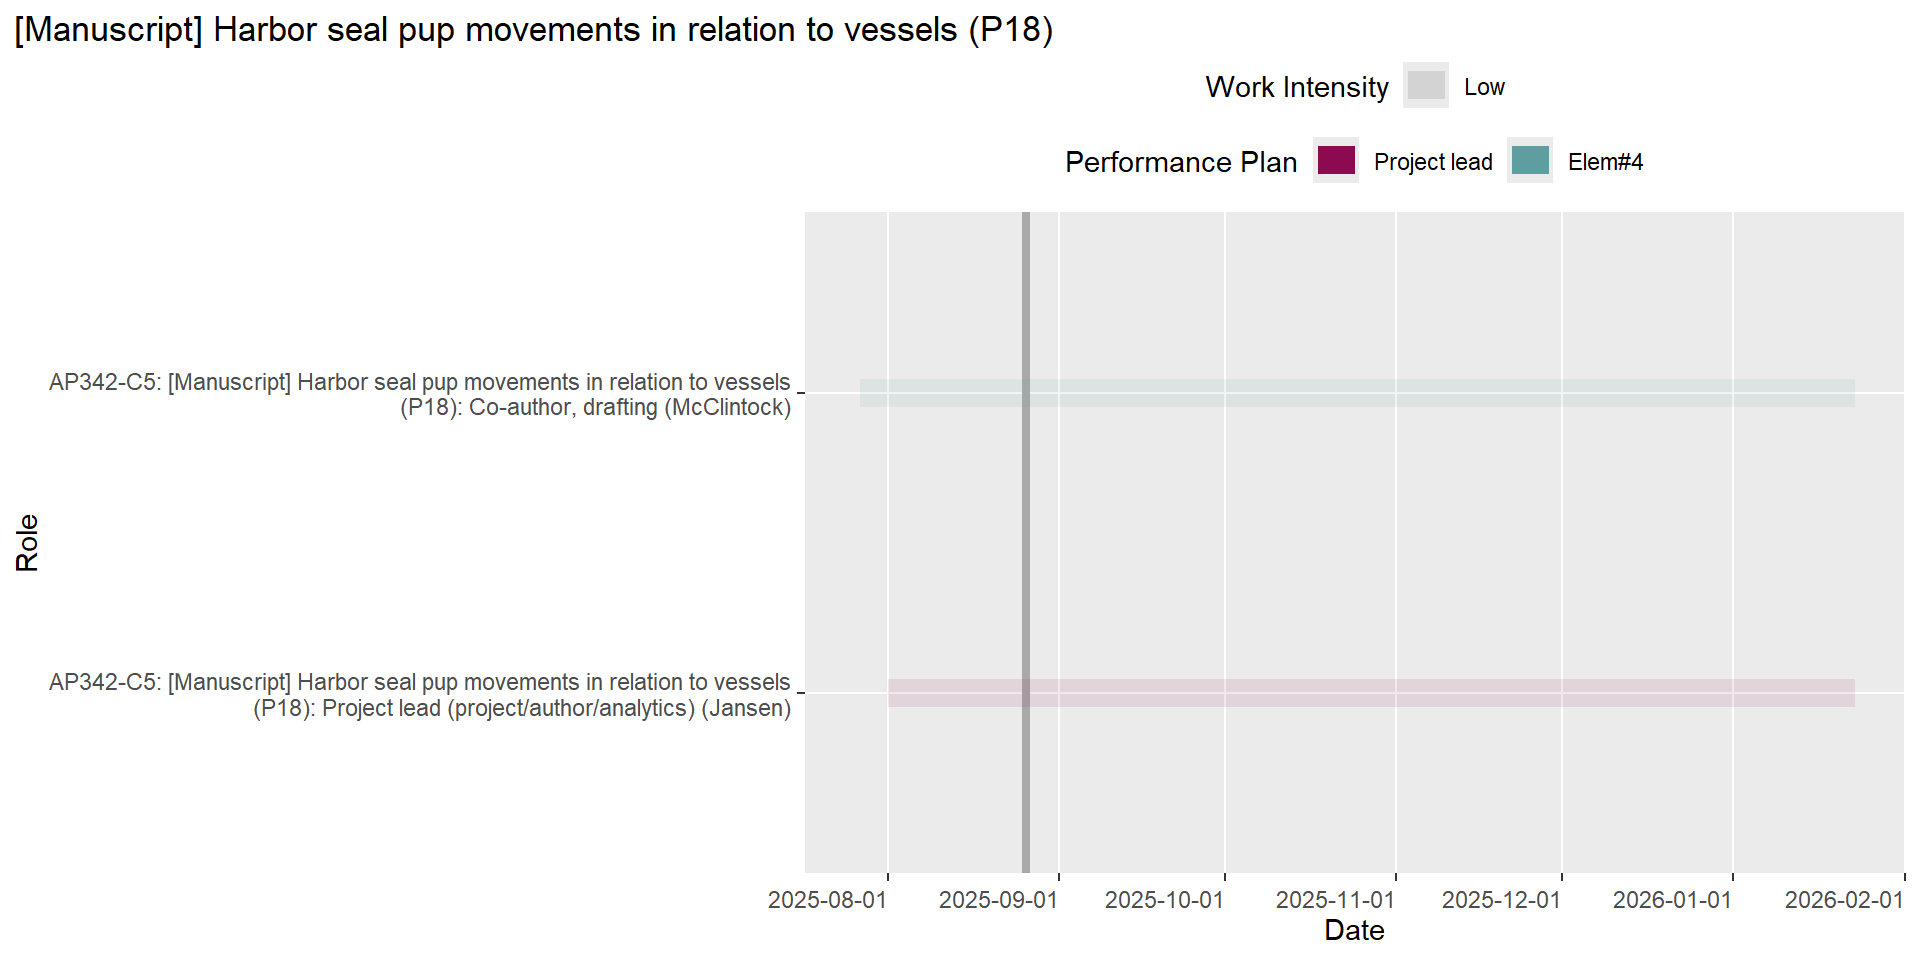 [Manuscript] Harbor seal pup movements in relation to vessels (P18)
Work Intensity Low
Performance Plan Project lead Elem#4
AP342-C5: [Manuscript] Harbor seal pup movements in relation to vessels
(P18): Co-author, drafting (McClintock)
Role
AP342-C5: [Manuscript] Harbor seal pup movements in relation to vessels
(P18): Project lead (project/author/analytics) (Jansen)
2025-08-01 2025-09-01 2025-10-01 2025-11-01 2025-12-01 2026-01-01 2026-02-01
Date